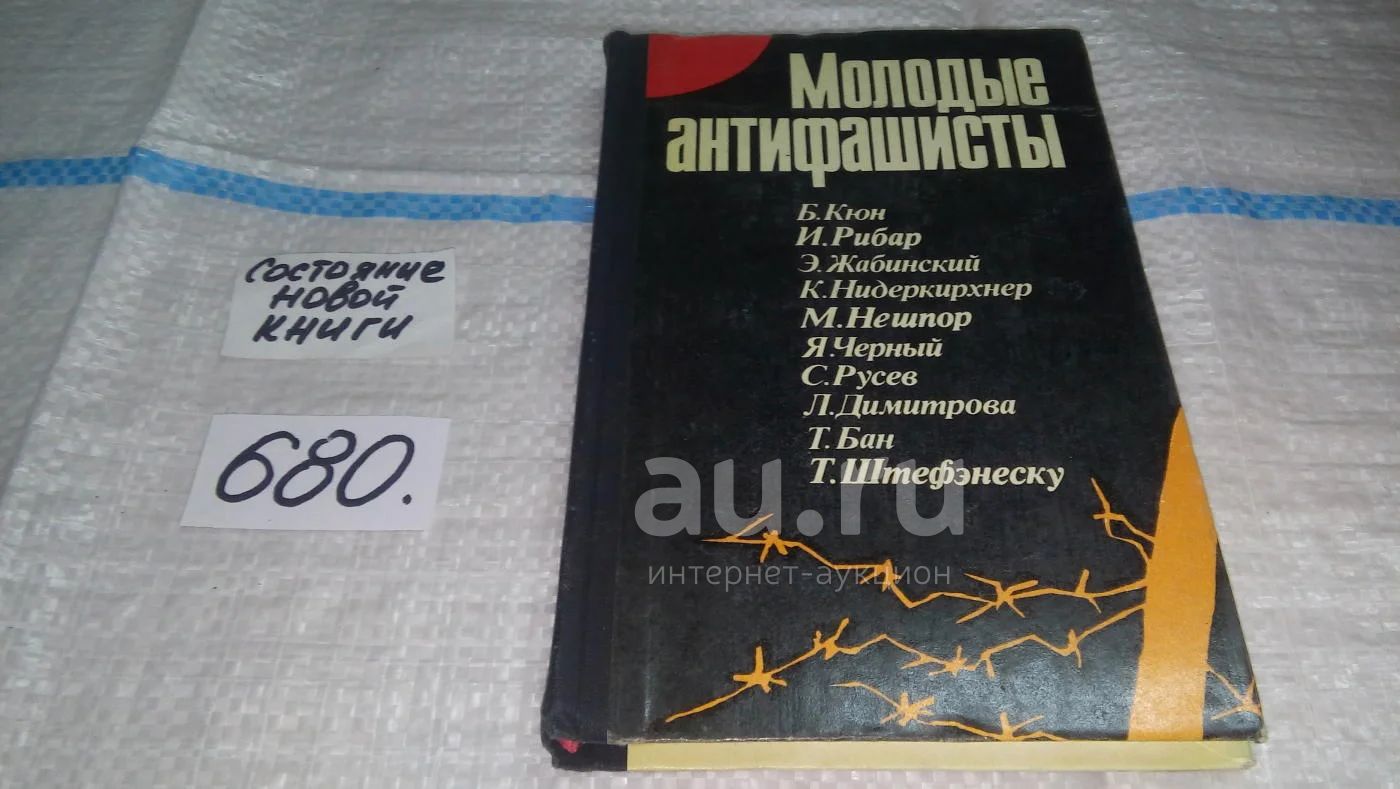 Молодые
антифашисты
Б. Кюн
И. Рибар
Э. Жабинский
К. Нидеркирхнер
М. Нешпор
Я. Черный
С. Русев
Л. Димитрова
Т. Бан
Т. Штефэнеску
состояние
новой
книги
680.
au.ru
интернет-аукцион